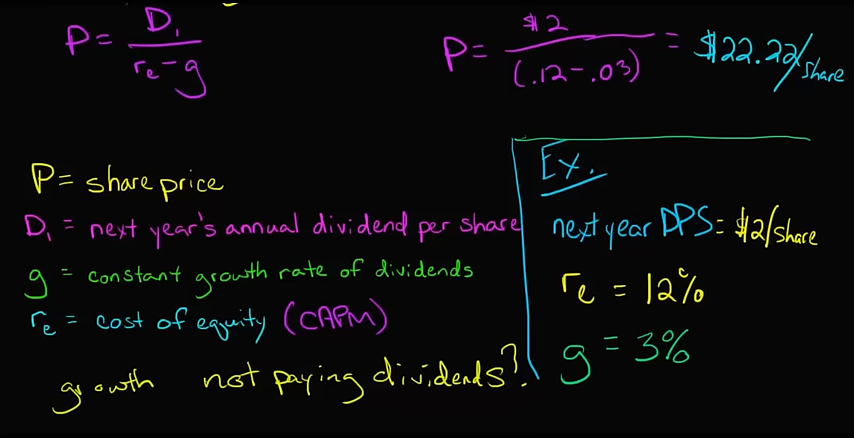 P = D₁ / (rₑ - g)
P = $2 / (.12 - .03) = $22.22/share
P = share price
D₁ = next year's annual dividend per share
g = constant growth rate of dividends
rₑ = cost of equity (CAPM)
growth not paying dividends?
Ex.
next year DPS = $2/share
rₑ = 12%
g = 3%